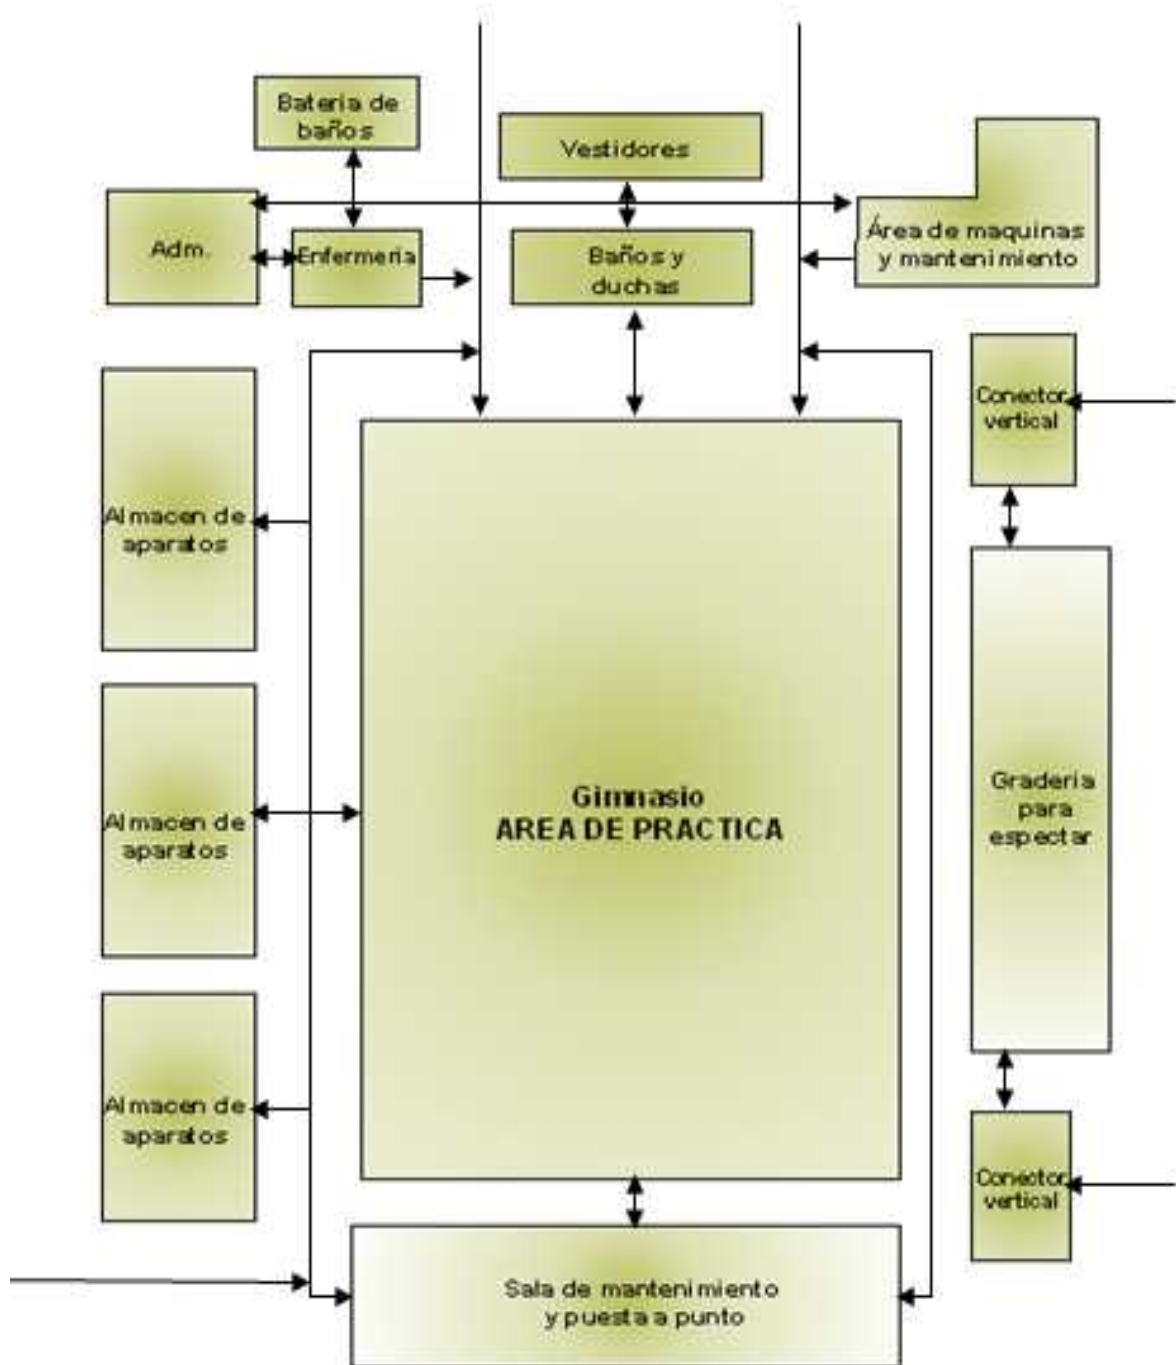 Bateria de
baños
Vestidores
Adm.
Enfermería
Baños y
duchas
Área de maquinas
y mantenimiento
Conector
vertical
Almacen de
aparatos
Gimnasio
AREA DE PRACTICA
Graderia
para
espectar
Almacen de
aparatos
Almacen de
aparatos
Conector
vertical
Sala de mantenimiento
y puesta a punto